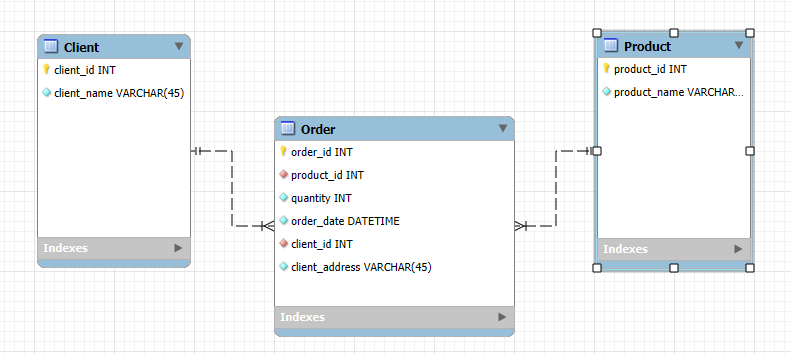 Client
client_id INT
client_name VARCHAR(45)
Indexes
Order
order_id INT
product_id INT
quantity INT
order_date DATETIME
client_id INT
client_address VARCHAR(45)
Indexes
Product
product_id INT
product_name VARCHAR...
Indexes